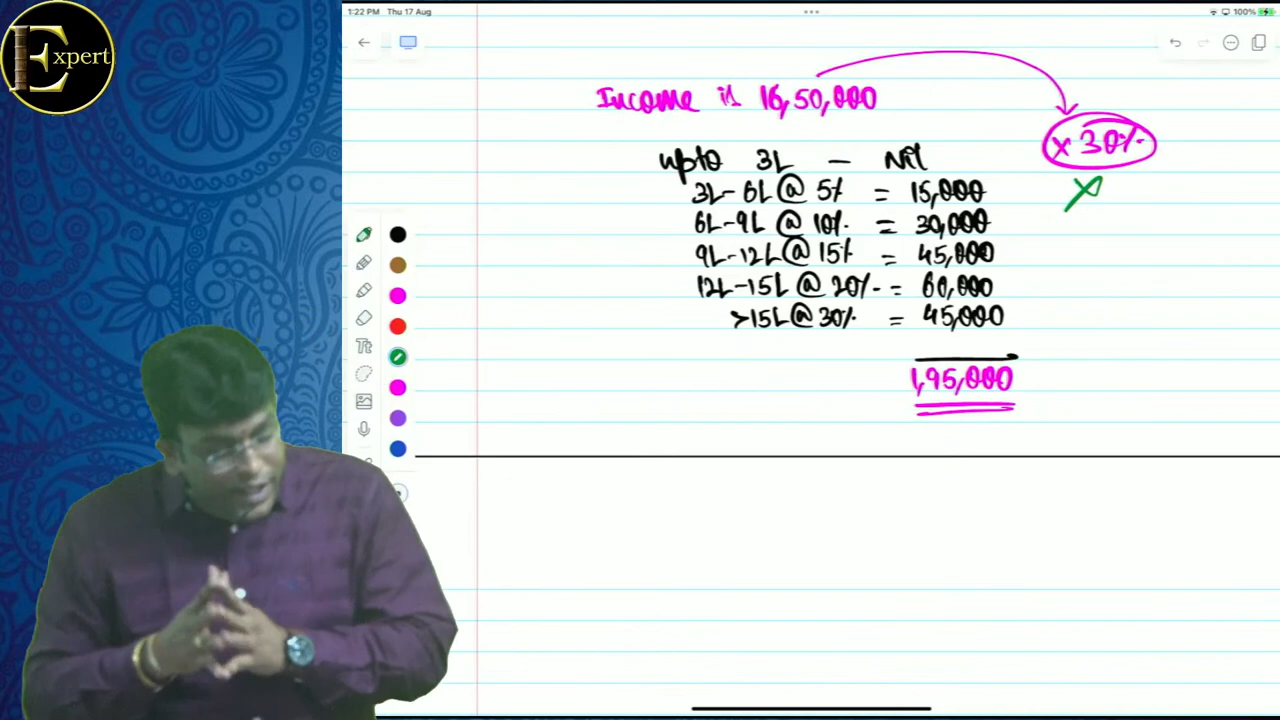 Expert
1:22 PM Thu 17 Aug
100%
Income is 16,50,000
x 30%
upto 3L — Nil
3L-6L @ 5% = 15,000
6L-9L @ 10% = 30,000
9L-12L @ 15% = 45,000
12L-15L @ 20% = 60,000
>15L @ 30% = 45,000
1,95,000
Tt